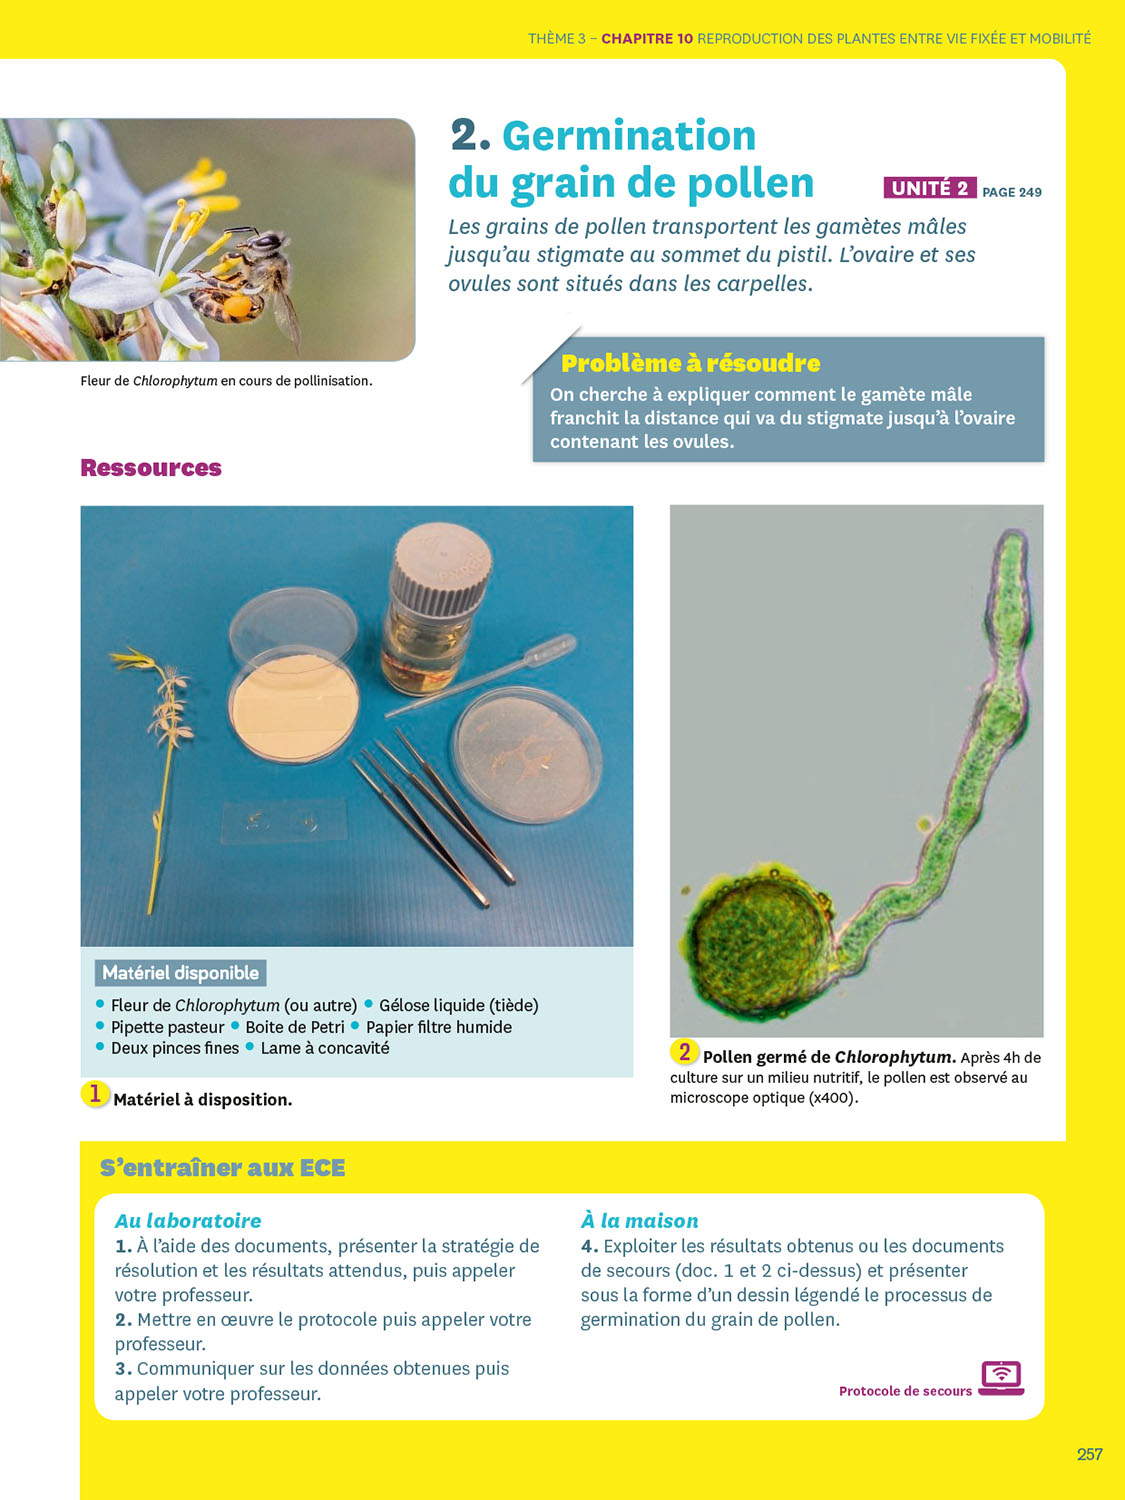 THÈME 3 – CHAPITRE 10 REPRODUCTION DES PLANTES ENTRE VIE FIXÉE ET MOBILITÉ
2. Germination
du grain de pollen
UNITÉ 2 PAGE 249
Les grains de pollen transportent les gamètes mâles
jusqu’au stigmate au sommet du pistil. L’ovaire et ses
ovules sont situés dans les carpelles.
Fleur de Chlorophytum en cours de pollinisation.
Problème à résoudre
On cherche à expliquer comment le gamète mâle
franchit la distance qui va du stigmate jusqu’à l’ovaire
contenant les ovules.
Ressources
Matériel disponible
• Fleur de Chlorophytum (ou autre) • Gélose liquide (tiède)
• Pipette pasteur • Boite de Petri • Papier filtre humide
• Deux pinces fines • Lame à concavité
1 Matériel à disposition.
2 Pollen germé de Chlorophytum. Après 4h de
culture sur un milieu nutritif, le pollen est observé au
microscope optique (x400).
S’entraîner aux ECE
Au laboratoire
1. À l’aide des documents, présenter la stratégie de
résolution et les résultats attendus, puis appeler
votre professeur.
2. Mettre en œuvre le protocole puis appeler votre
professeur.
3. Communiquer sur les données obtenues puis
appeler votre professeur.
À la maison
4. Exploiter les résultats obtenus ou les documents
de secours (doc. 1 et 2 ci-dessus) et présenter
sous la forme d’un dessin légendé le processus de
germination du grain de pollen.
Protocole de secours
257